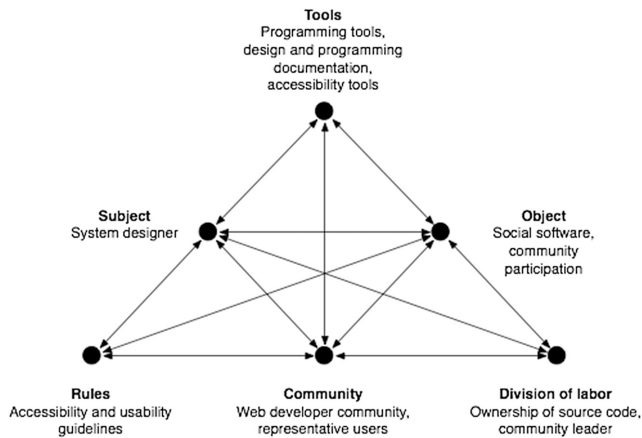 Tools
Programming tools,
design and programming
documentation,
accessibility tools
Subject
System designer
Object
Social software,
community
participation
Rules
Accessibility and usability
guidelines
Community
Web developer community,
representative users
Division of labor
Ownership of source code,
community leader